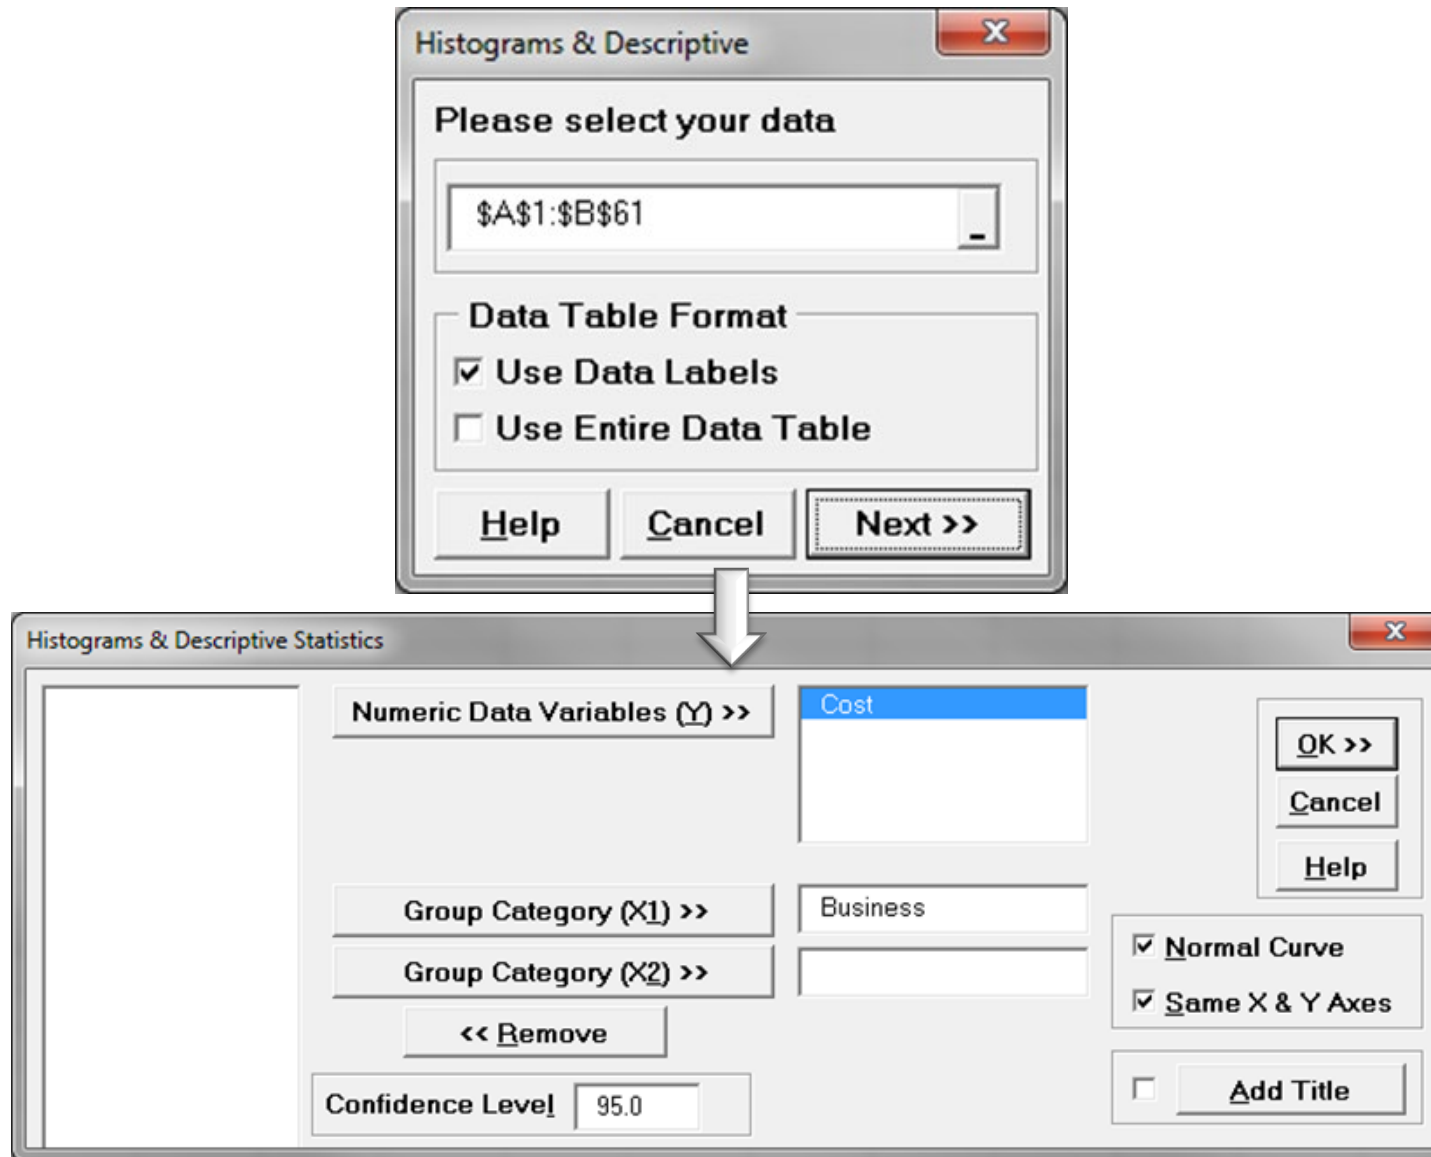 Histograms & Descriptive
Please select your data
$A$1:$B$61
Data Table Format
Use Data Labels
Use Entire Data Table
Help
Cancel
Next >>
Histograms & Descriptive Statistics
Numeric Data Variables (Y) >>
Cost
OK >>
Cancel
Help
Group Category (X1) >>
Business
Group Category (X2) >>
<< Remove
Normal Curve
Same X & Y Axes
Confidence Level
95.0
Add Title